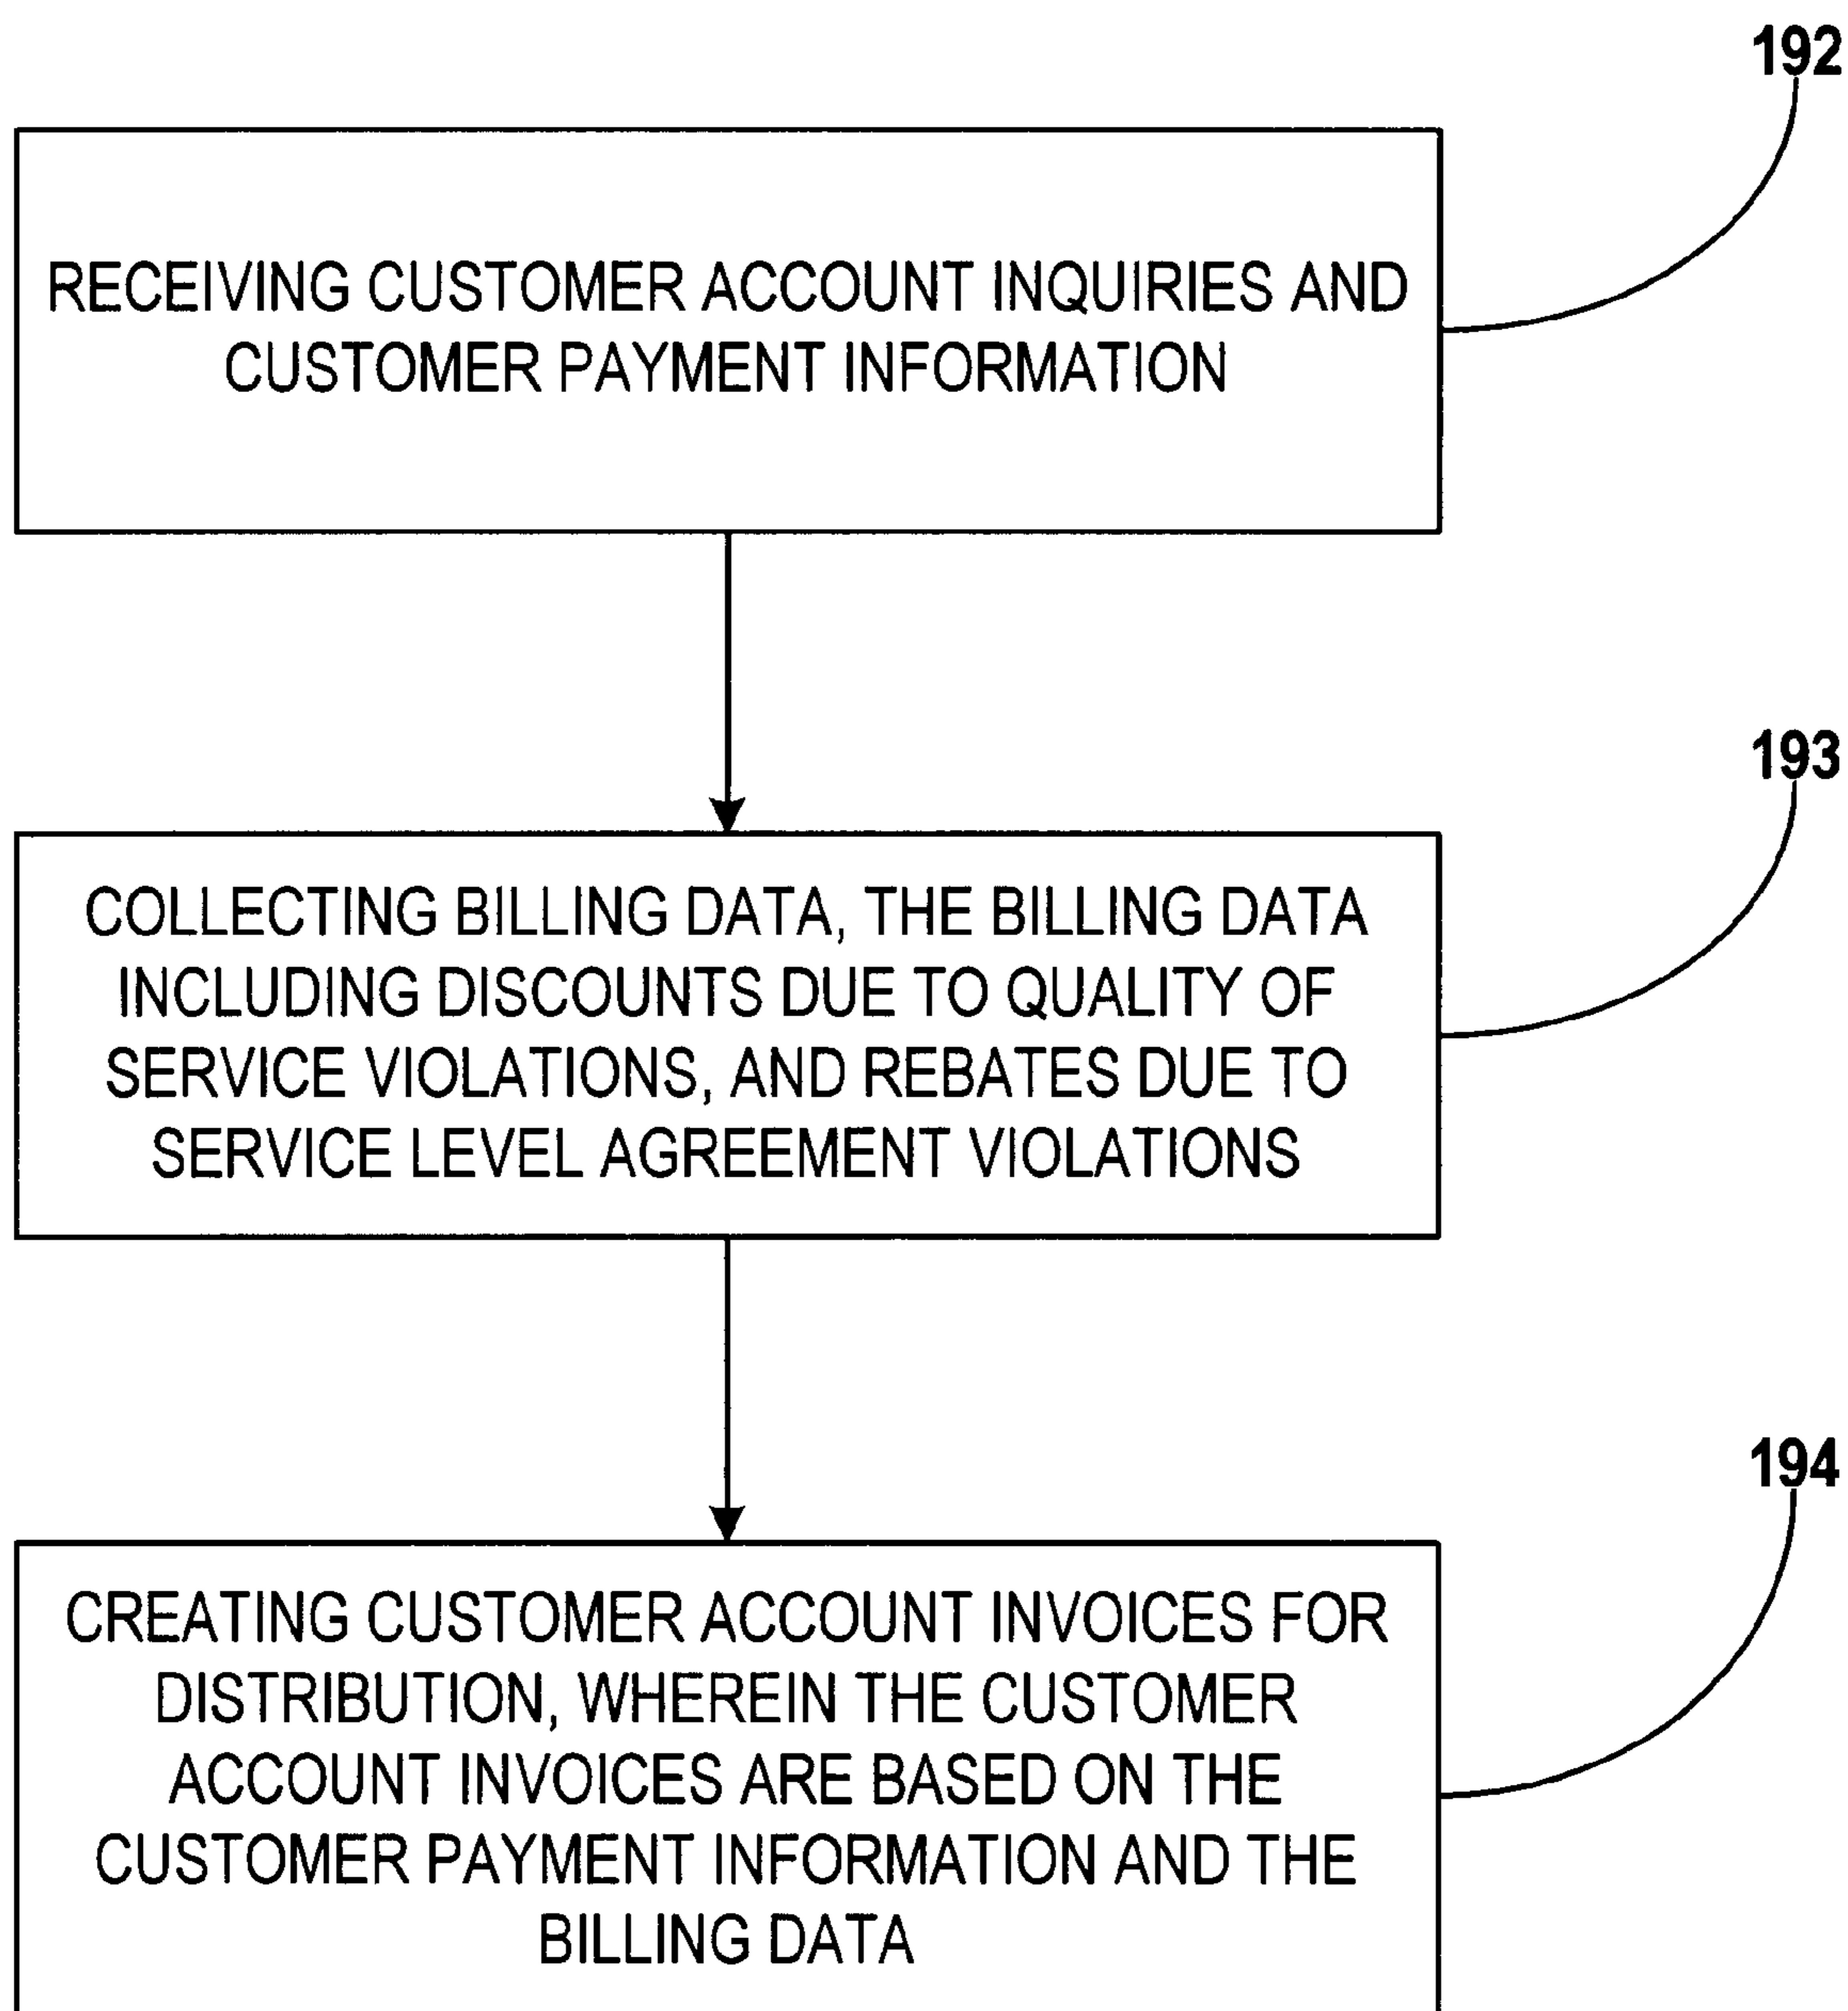 192
RECEIVING CUSTOMER ACCOUNT INQUIRIES AND
CUSTOMER PAYMENT INFORMATION
193
COLLECTING BILLING DATA, THE BILLING DATA
INCLUDING DISCOUNTS DUE TO QUALITY OF
SERVICE VIOLATIONS, AND REBATES DUE TO
SERVICE LEVEL AGREEMENT VIOLATIONS
194
CREATING CUSTOMER ACCOUNT INVOICES FOR
DISTRIBUTION, WHEREIN THE CUSTOMER
ACCOUNT INVOICES ARE BASED ON THE
CUSTOMER PAYMENT INFORMATION AND THE
BILLING DATA